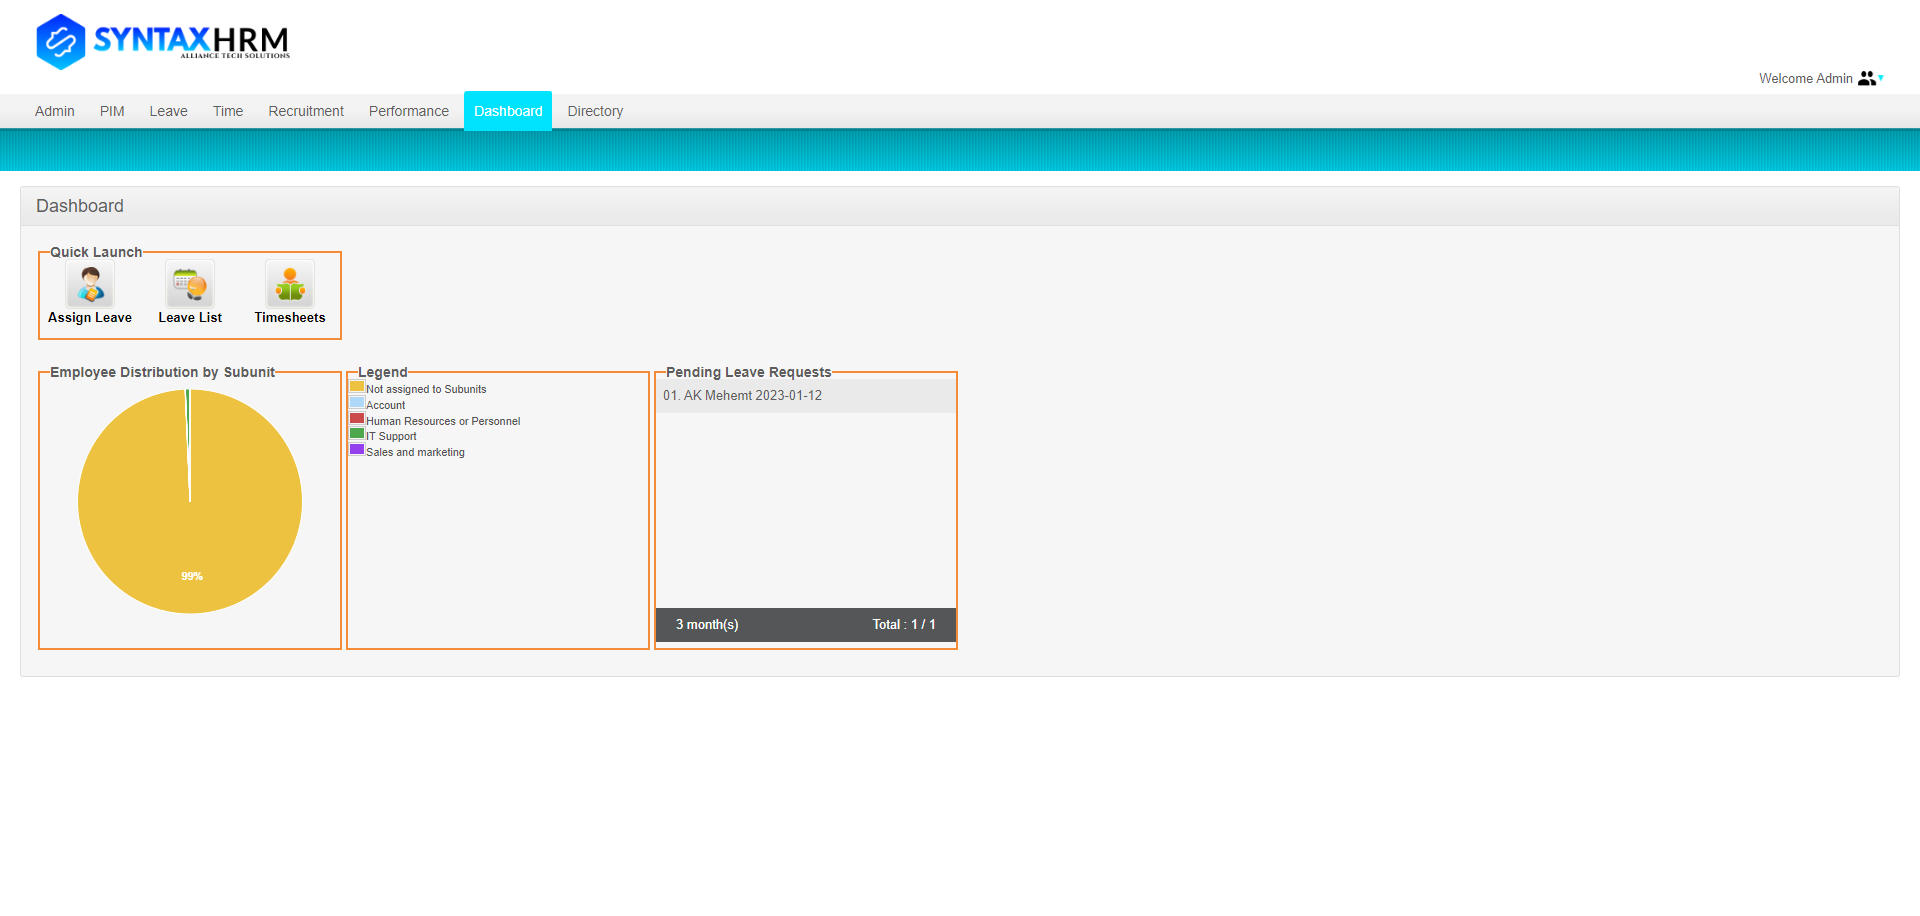 SYNTAXHRM
ALLIANCE TECH SOLUTIONS
Welcome Admin
Admin PIM Leave Time Recruitment Performance Dashboard Directory
Dashboard
Quick Launch
Assign Leave Leave List Timesheets
Employee Distribution by Subunit
99%
Legend
Not assigned to Subunits
Account
Human Resources or Personnel
IT Support
Sales and marketing
Pending Leave Requests
01. AK Mehemt 2023-01-12
3 month(s) Total : 1 / 1